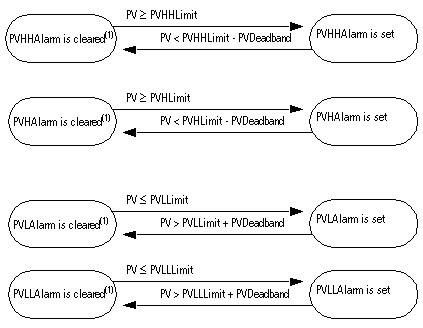 PV ≥ PVHHLimit
PVHHAlarm is cleared(1)
PV < PVHHLimit - PVDeadband
PVHHAlarm is set
PV ≥ PVHLimit
PVHAlarm is cleared(1)
PV < PVHLimit - PVDeadband
PVHAlarm is set
PV ≤ PVLLimit
PVLAlarm is cleared(1)
PV > PVLLimit + PVDeadband
PVLAlarm is set
PV ≤ PVLLLimit
PVLLAlarm is cleared(1)
PV > PVLLLimit + PVDeadband
PVLLAlarm is set